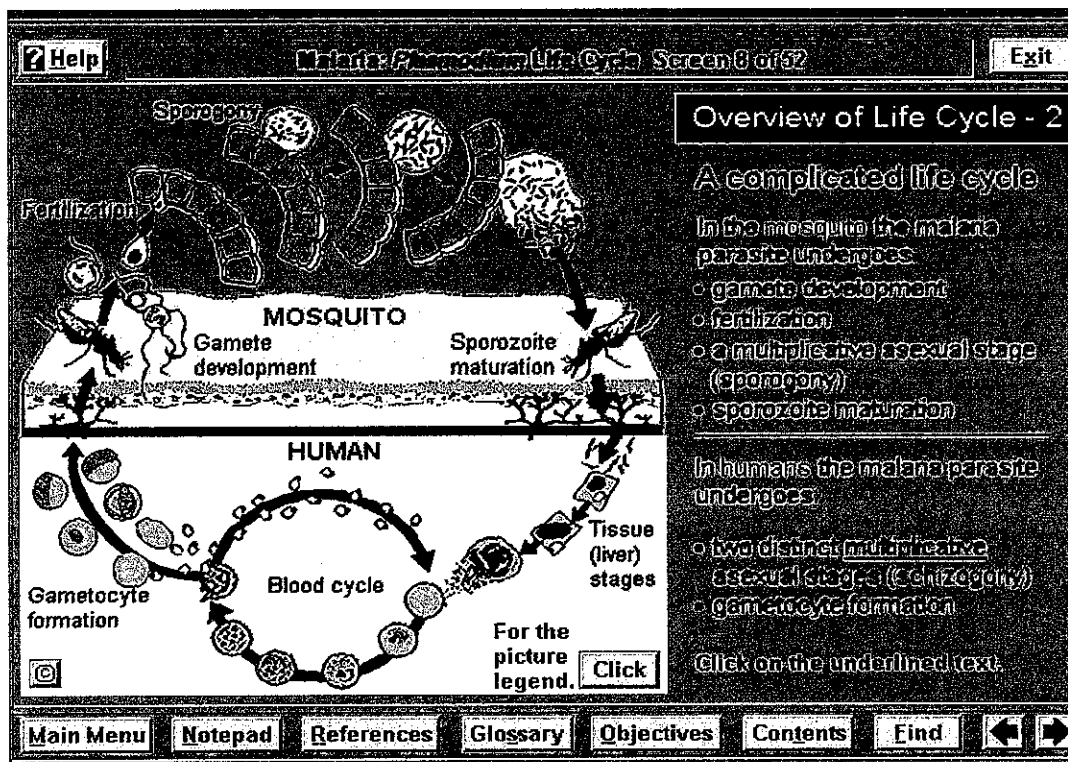 ? Help
Malaria: Plasmodium Life Cycle Screen 8 of 52
Exit
Sporogony
Fertilization
MOSQUITO
Gamete
development
Sporozoite
maturation
HUMAN
Tissue
(liver)
stages
Blood cycle
Gametocyte
formation
For the
picture
legend.
Click
©
Overview of Life Cycle - 2
A complicated life cycle
In the mosquito the malaria
parasite undergoes
• gamete development
• fertilization
• a multiplicative asexual stage
(sporogony)
• sporozoite maturation
In humans the malaria parasite
undergoes
• two distinct multiplicative
asexual stages (schizogony)
• gametocyte formation
Click on the underlined text.
Main Menu
Notepad
References
Glossary
Objectives
Contents
Find